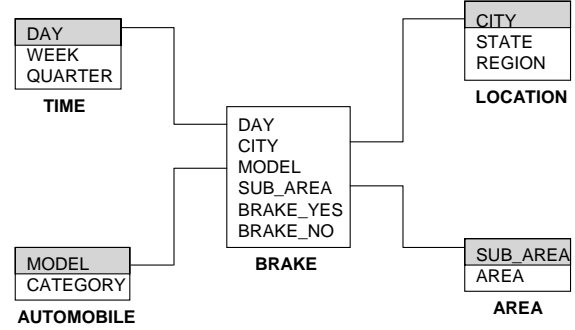 DAY
WEEK
QUARTER
TIME
CITY
STATE
REGION
LOCATION
DAY
CITY
MODEL
SUB_AREA
BRAKE_YES
BRAKE_NO
BRAKE
MODEL
CATEGORY
AUTOMOBILE
SUB_AREA
AREA
AREA